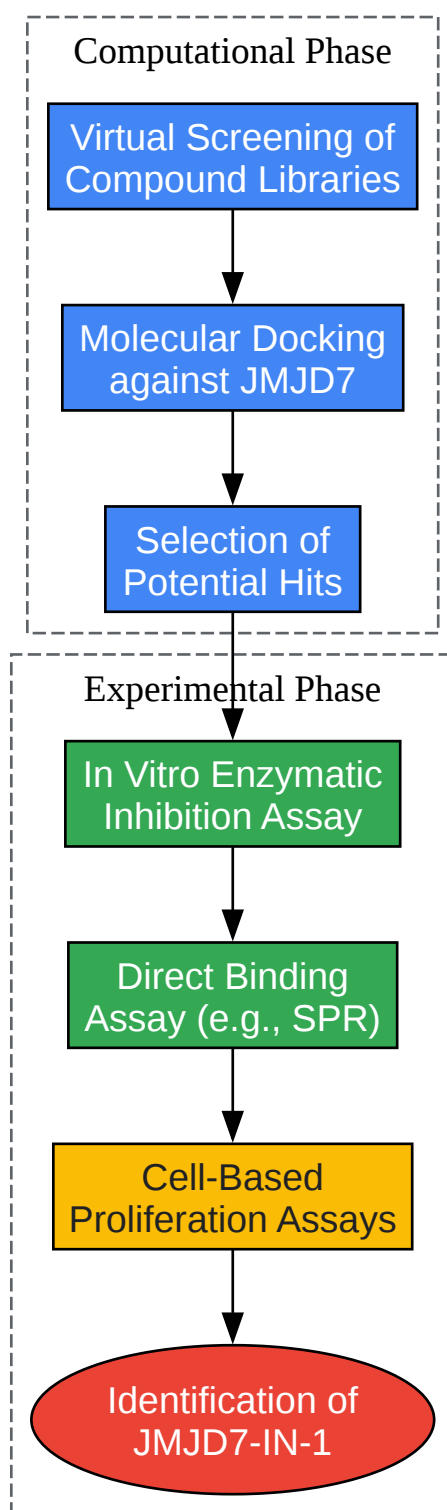 Computational Phase
Virtual Screening of
Compound Libraries
Molecular Docking
against JMJD7
Selection of
Potential Hits
Experimental Phase
In Vitro Enzymatic
Inhibition Assay
Direct Binding
Assay (e.g., SPR)
Cell-Based
Proliferation Assays
Identification of
JMJD7-IN-1